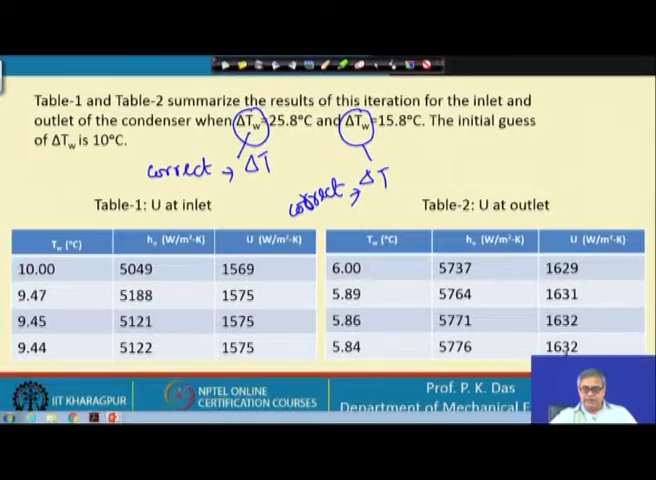 Table-1 and Table-2 summarize the results of this iteration for the inlet and
outlet of the condenser when ΔTw=25.8°C and ΔTw=15.8°C. The initial guess
of ΔTw is 10°C.
correct → ΔT
correct → ΔT
Table-1: U at inlet
Tw (°C) ho (W/m²-K) U (W/m²-K)
10.00 5049 1569
9.47 5188 1575
9.45 5121 1575
9.44 5122 1575
Table-2: U at outlet
Tw (°C) ho (W/m²-K) U (W/m²-K)
6.00 5737 1629
5.89 5764 1631
5.86 5771 1632
5.84 5776 1632
IIT KHARAGPUR
NPTEL ONLINE
CERTIFICATION COURSES
Prof. P. K. Das
Department of Mechanical E